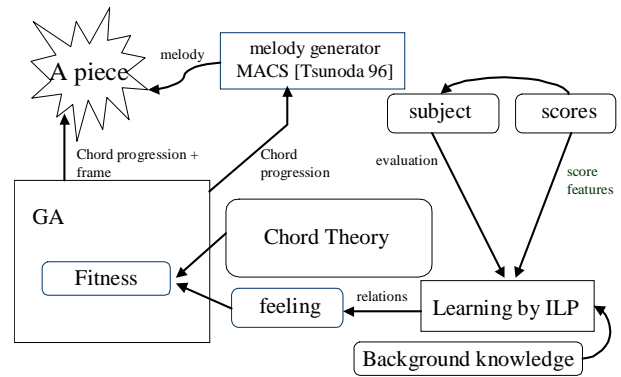 melody generator
MACS [Tsunoda 96]
melody
A piece
subject
scores
Chord progression +
frame
Chord
progression
evaluation
score
features
GA
Chord Theory
Fitness
feeling
relations
Learning by ILP
Background knowledge